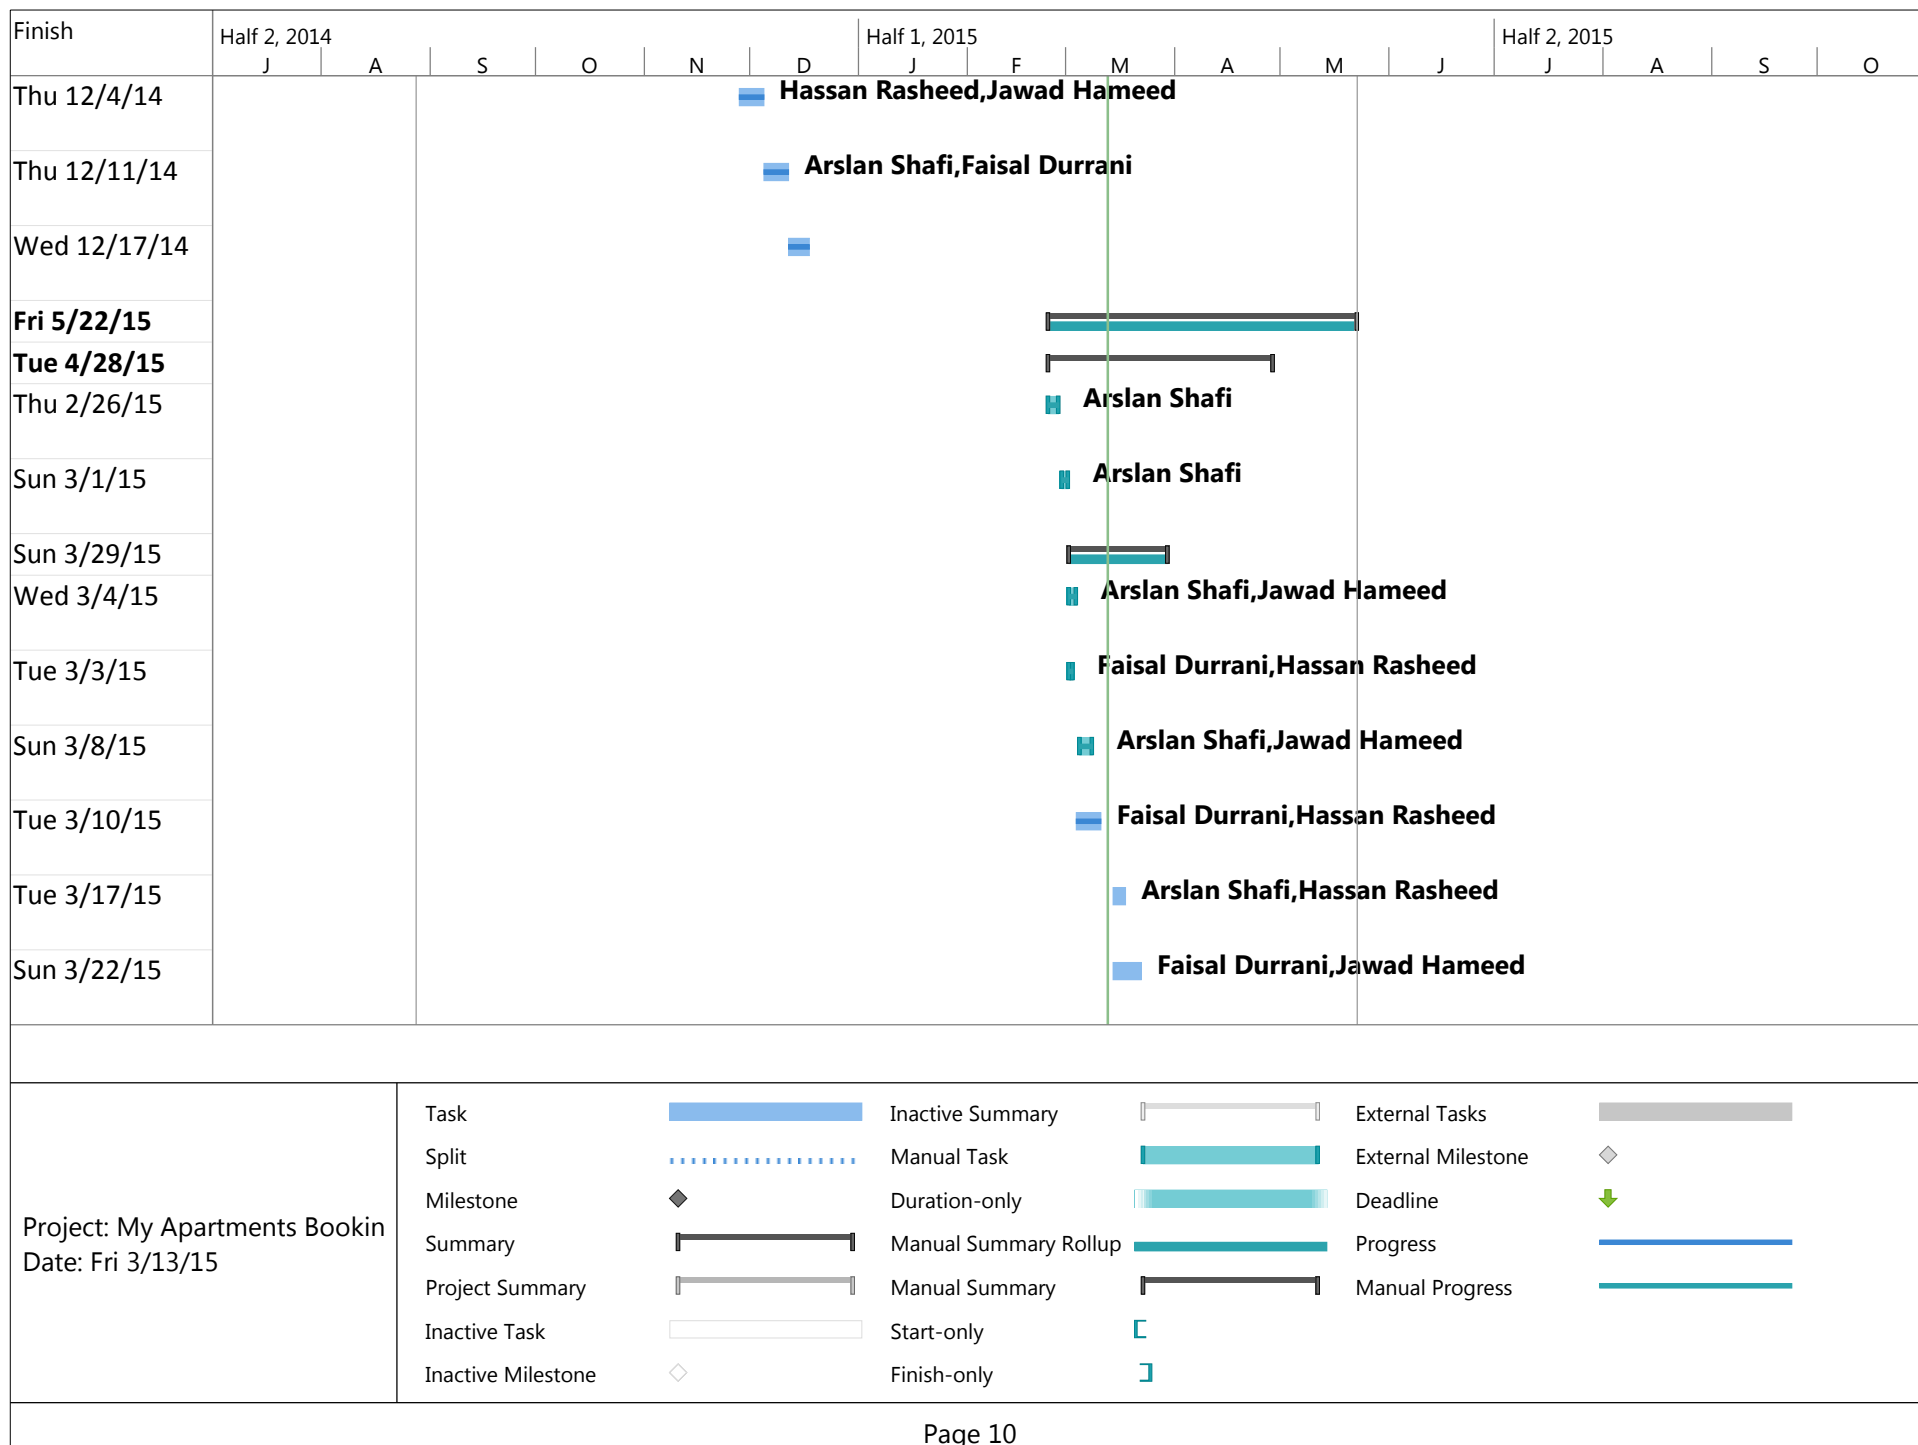 Finish
Half 2, 2014 Half 1, 2015 Half 2, 2015
J A S O N D J F M A M J J A S O
Thu 12/4/14 Hassan Rasheed,Jawad Hameed
Thu 12/11/14 Arslan Shafi,Faisal Durrani
Wed 12/17/14
Fri 5/22/15
Tue 4/28/15
Thu 2/26/15 Arslan Shafi
Sun 3/1/15 Arslan Shafi
Sun 3/29/15
Wed 3/4/15 Arslan Shafi,Jawad Hameed
Tue 3/3/15 Faisal Durrani,Hassan Rasheed
Sun 3/8/15 Arslan Shafi,Jawad Hameed
Tue 3/10/15 Faisal Durrani,Hassan Rasheed
Tue 3/17/15 Arslan Shafi,Hassan Rasheed
Sun 3/22/15 Faisal Durrani,Jawad Hameed
Project: My Apartments Bookin
Date: Fri 3/13/15
Task
Split
Milestone
Summary
Project Summary
Inactive Task
Inactive Milestone
Inactive Summary
Manual Task
Duration-only
Manual Summary Rollup
Manual Summary
Start-only
Finish-only
External Tasks
External Milestone
Deadline
Progress
Manual Progress
Page 10